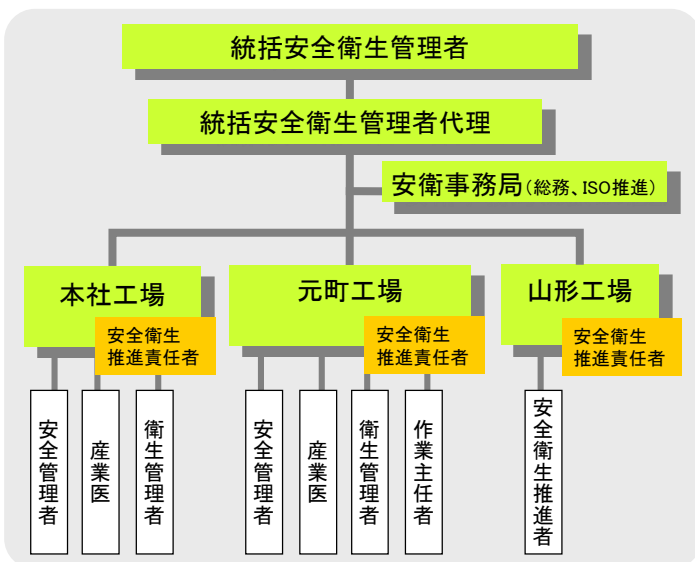 統括安全衛生管理者
統括安全衛生管理者代理
安衛事務局(総務、ISO推進)
本社工場
安全衛生
推進責任者
元町工場
安全衛生
推進責任者
山形工場
安全衛生
推進責任者
安全管理者
産業医
衛生管理者
安全管理者
産業医
衛生管理者
作業主任者
安全衛生推進者